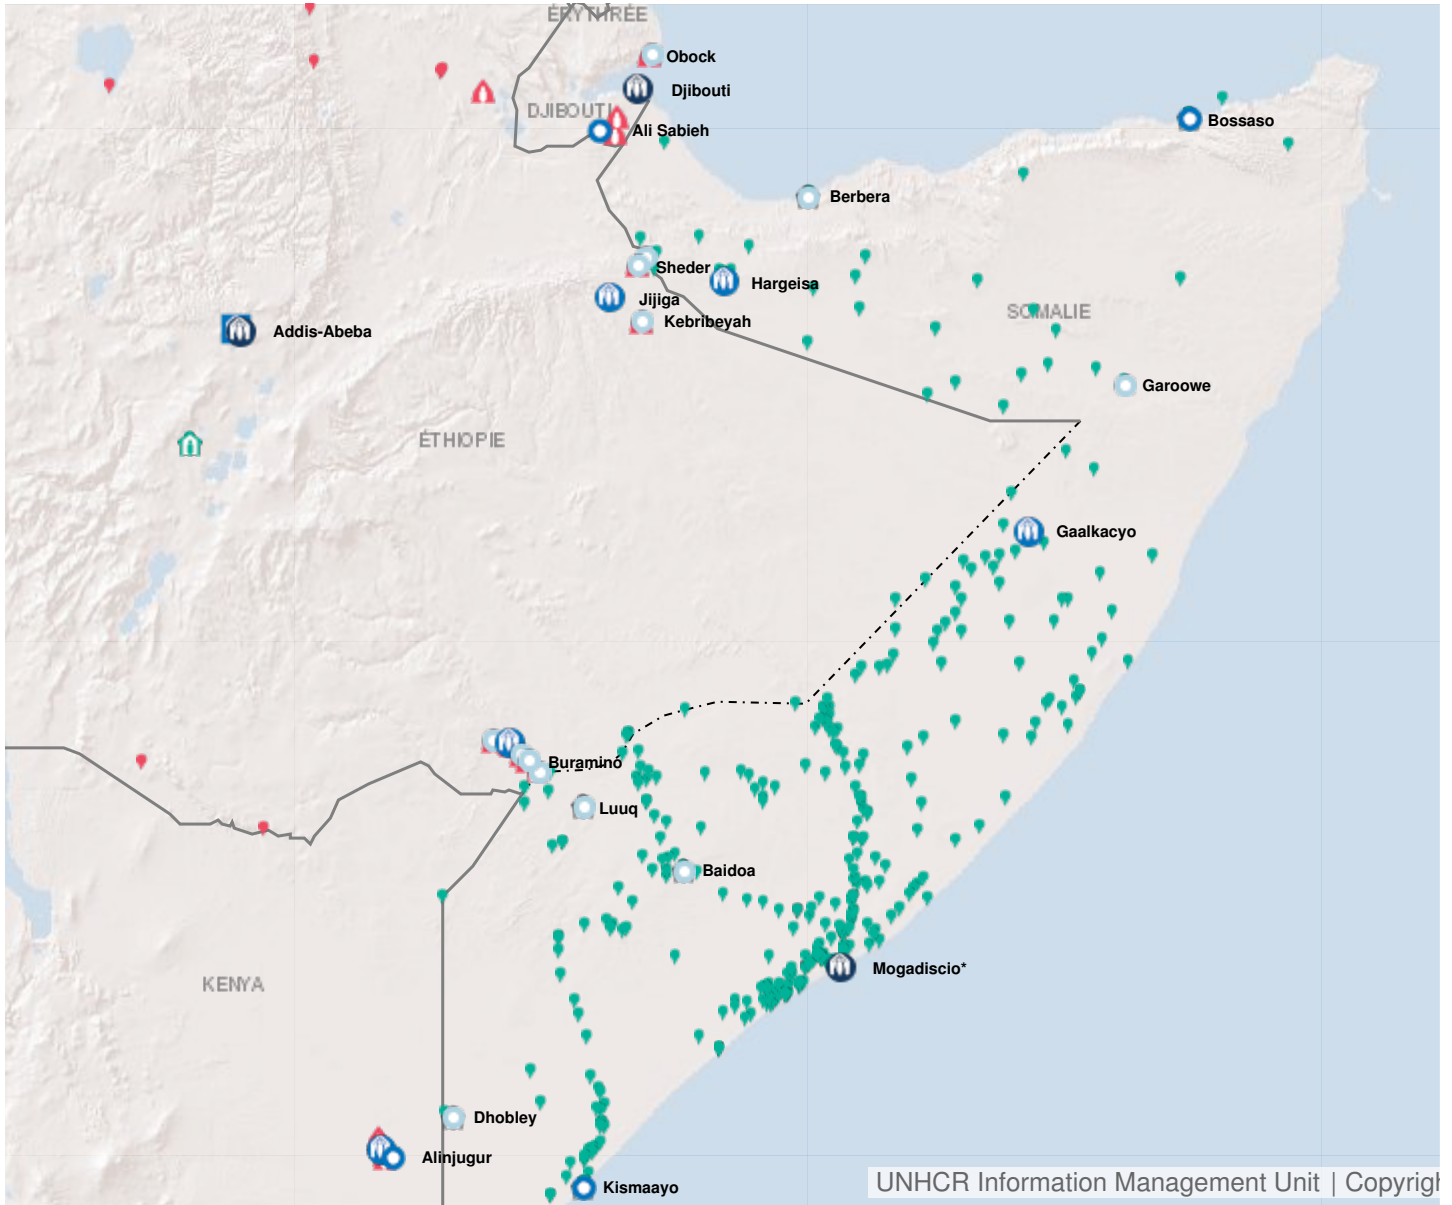 ÉRYTHRÉE
Obock
Djibouti
DJIBOUTI
Ali Sabieh
Bossaso
Berbera
Sheder
Hargeisa
Jijiga
Kebribeyah
SOMALIE
Addis-Abeba
Garoowe
ÉTHIOPIE
Gaalkacyo
Buramino
Luuq
Baidoa
Mogadiscio*
KENYA
Dhobley
Alinjugur
Kismaayo
UNHCR Information Management Unit | Copyrigh